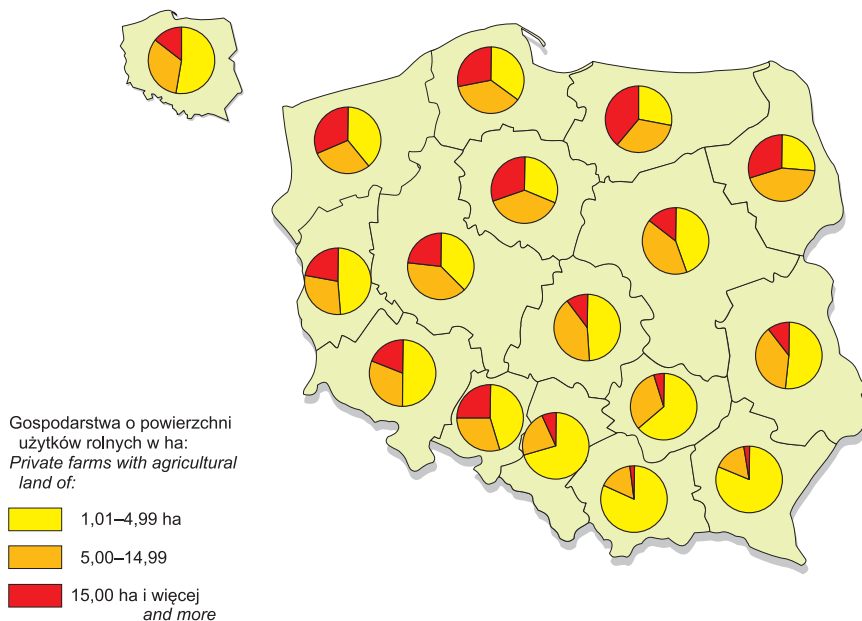 Gospodarstwa o powierzchni
użytków rolnych w ha:
Private farms with agricultural
land of:
1,01–4,99 ha
5,00–14,99
15,00 ha i więcej
and more